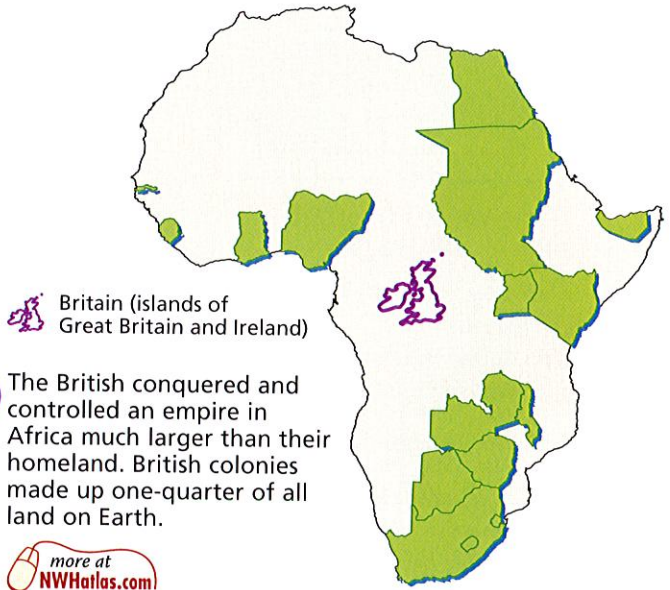 Britain (islands of
Great Britain and Ireland)
The British conquered and
controlled an empire in
Africa much larger than their
homeland. British colonies
made up one-quarter of all
land on Earth.
more at
NWHatlas.com